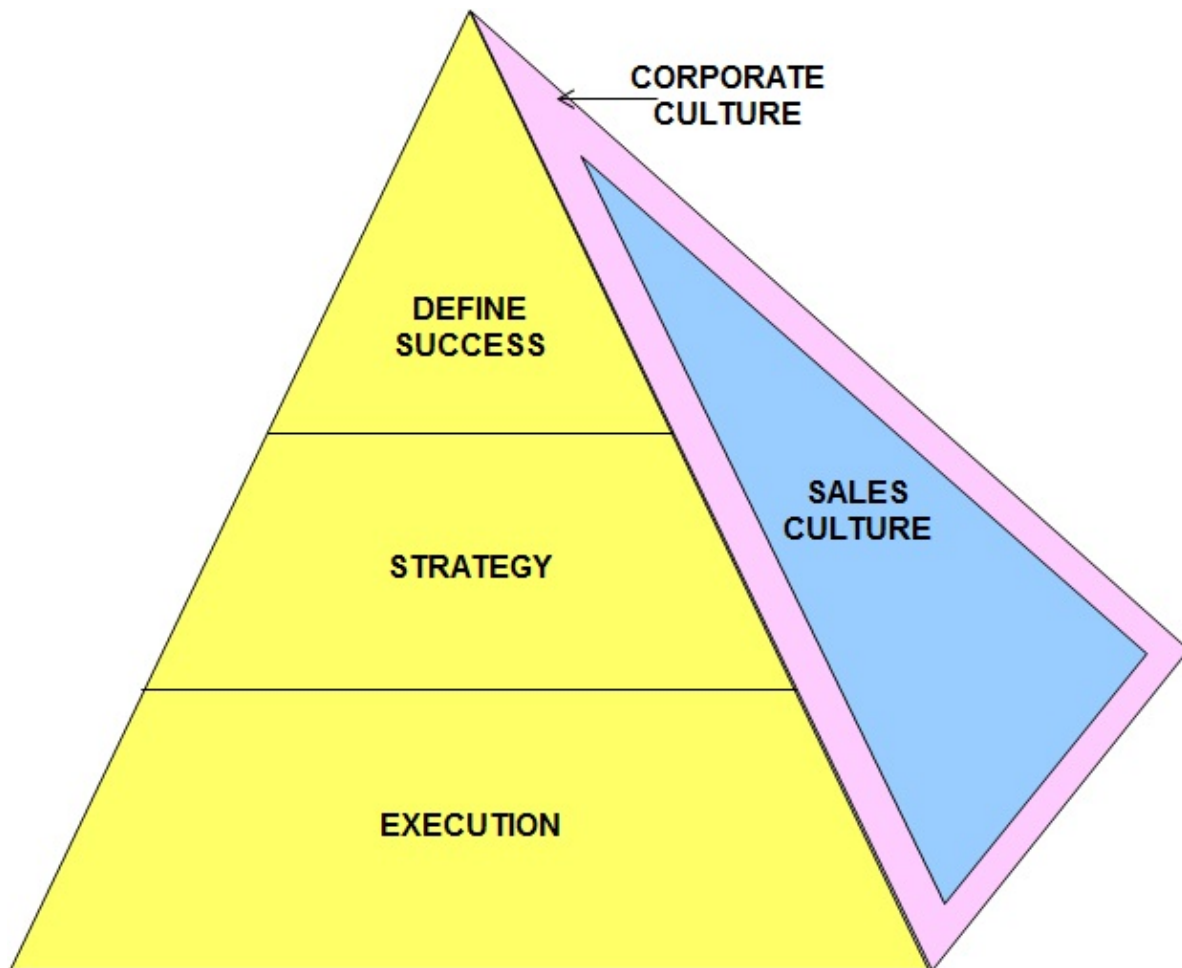 CORPORATE
CULTURE
DEFINE
SUCCESS
SALES
CULTURE
STRATEGY
EXECUTION